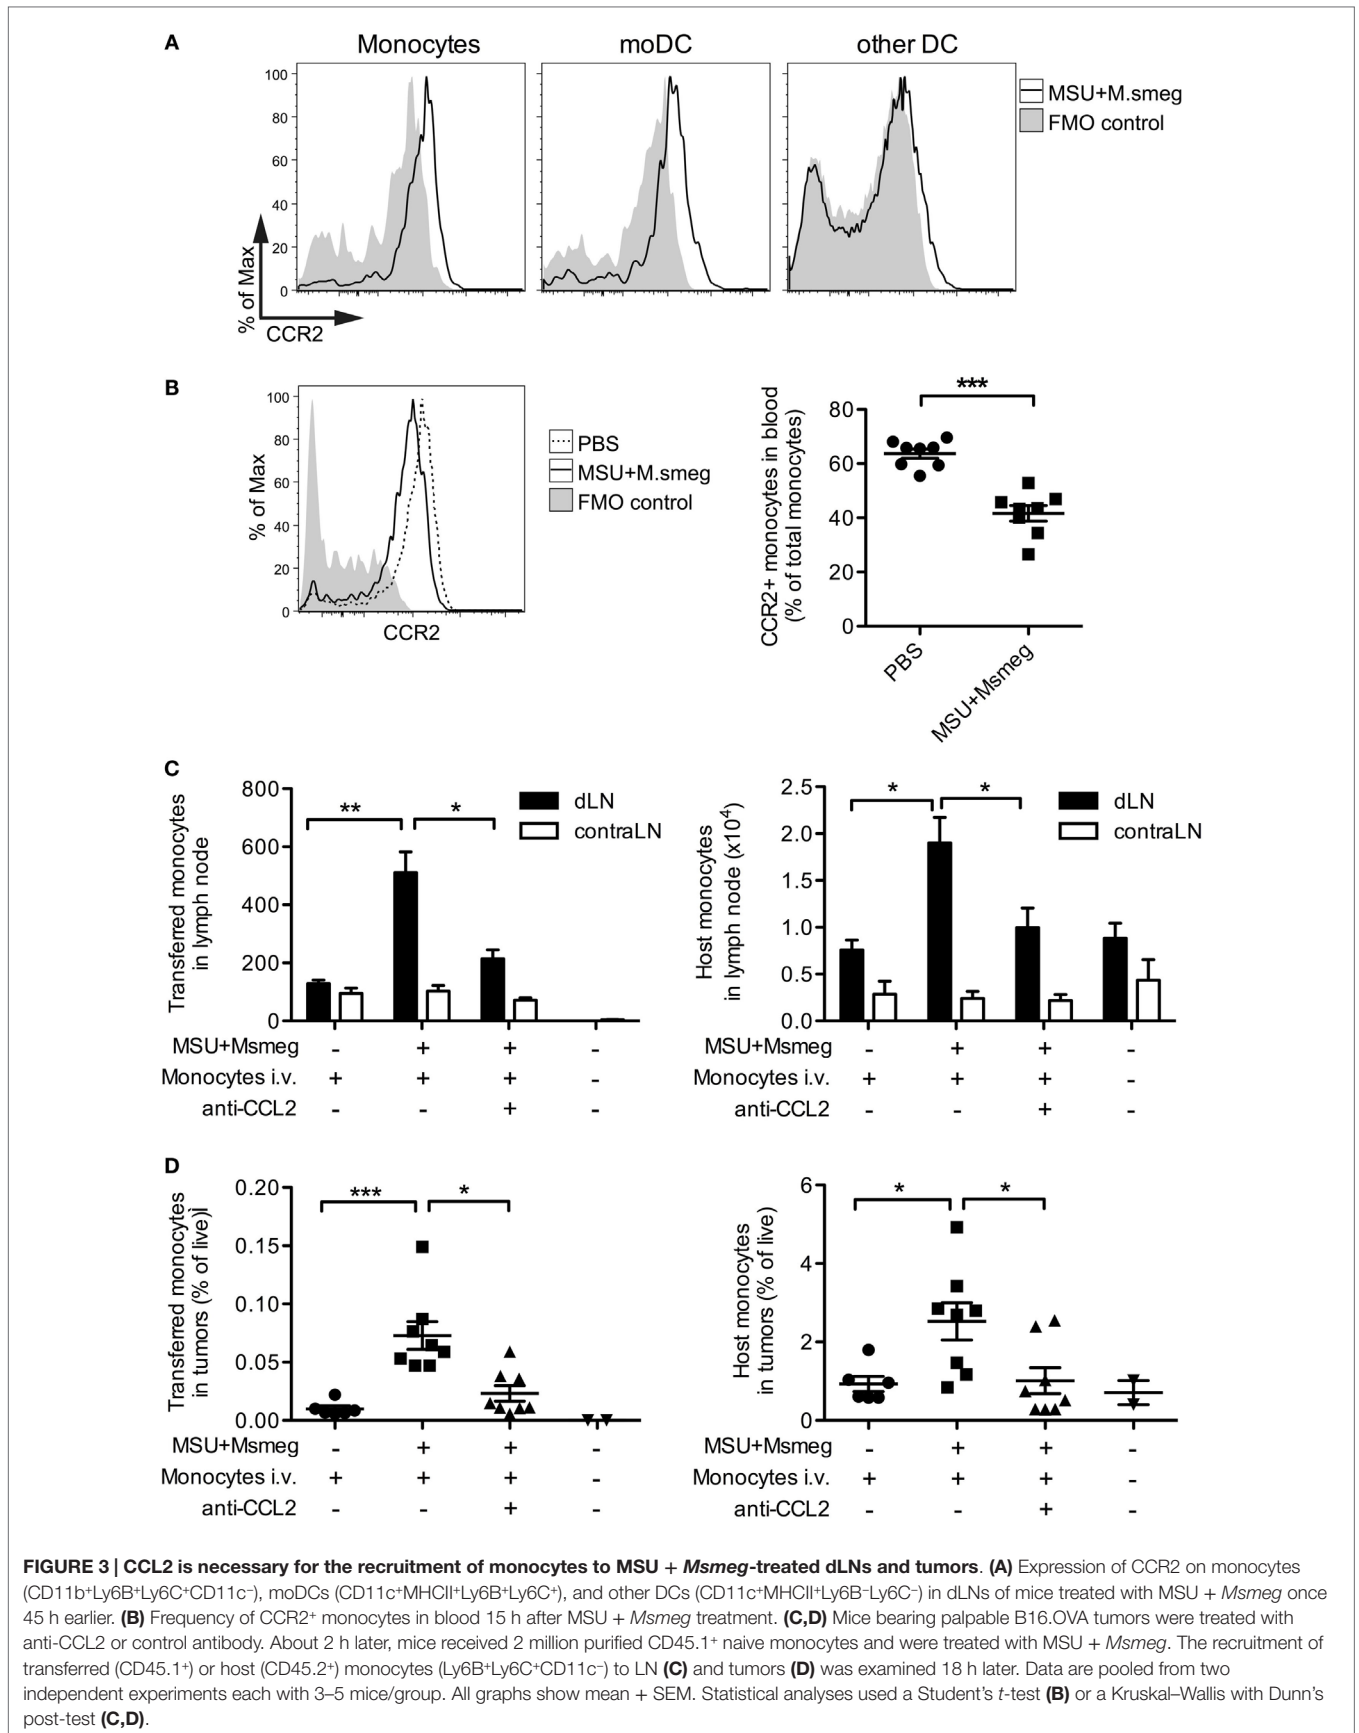 A
Monocytes moDC other DC
100
80
60
40
20
0
% of Max
CCR2
MSU+M.smeg
FMO control
B
100
80
60
40
20
0
% of Max
CCR2
PBS
MSU+M.smeg
FMO control
CCR2+ monocytes in blood
(% of total monocytes)
80
60
40
20
0
***
PBS
MSU+Msmeg
C
Transferred monocytes
in lymph node
800
600
400
200
0
** *
dLN
contraLN
MSU+Msmeg - + + -
Monocytes i.v. + + + -
anti-CCL2 - - + -
Host monocytes
in lymph node (x10⁴)
2.5
2.0
1.5
1.0
0.5
0.0
* *
dLN
contraLN
MSU+Msmeg - + + -
Monocytes i.v. + + + -
anti-CCL2 - - + -
D
Transferred monocytes
in tumors (% of live)
0.20
0.15
0.10
0.05
0.00
*** *
MSU+Msmeg - + + -
Monocytes i.v. + + + -
anti-CCL2 - - + -
Host monocytes
in tumors (% of live)
6
4
2
0
* *
MSU+Msmeg - + + -
Monocytes i.v. + + + -
anti-CCL2 - - + -
FIGURE 3 | CCL2 is necessary for the recruitment of monocytes to MSU + Msmeg-treated dLNs and tumors. (A) Expression of CCR2 on monocytes
(CD11b⁺Ly6B⁺Ly6C⁺CD11c⁻), moDCs (CD11c⁺MHCII⁺Ly6B⁺Ly6C⁺), and other DCs (CD11c⁺MHCII⁺Ly6B⁻Ly6C⁻) in dLNs of mice treated with MSU + Msmeg once
45 h earlier. (B) Frequency of CCR2⁺ monocytes in blood 15 h after MSU + Msmeg treatment. (C,D) Mice bearing palpable B16.OVA tumors were treated with
anti-CCL2 or control antibody. About 2 h later, mice received 2 million purified CD45.1⁺ naive monocytes and were treated with MSU + Msmeg. The recruitment of
transferred (CD45.1⁺) or host (CD45.2⁺) monocytes (Ly6B⁺Ly6C⁺CD11c⁻) to LN (C) and tumors (D) was examined 18 h later. Data are pooled from two
independent experiments each with 3–5 mice/group. All graphs show mean + SEM. Statistical analyses used a Student's t-test (B) or a Kruskal–Wallis with Dunn's
post-test (C,D).